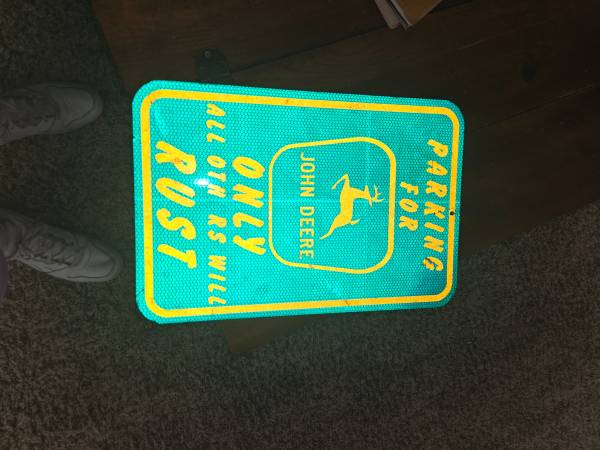 PARKING
FOR
JOHN DEERE
ONLY
ALL OTH RS WILL
RUST